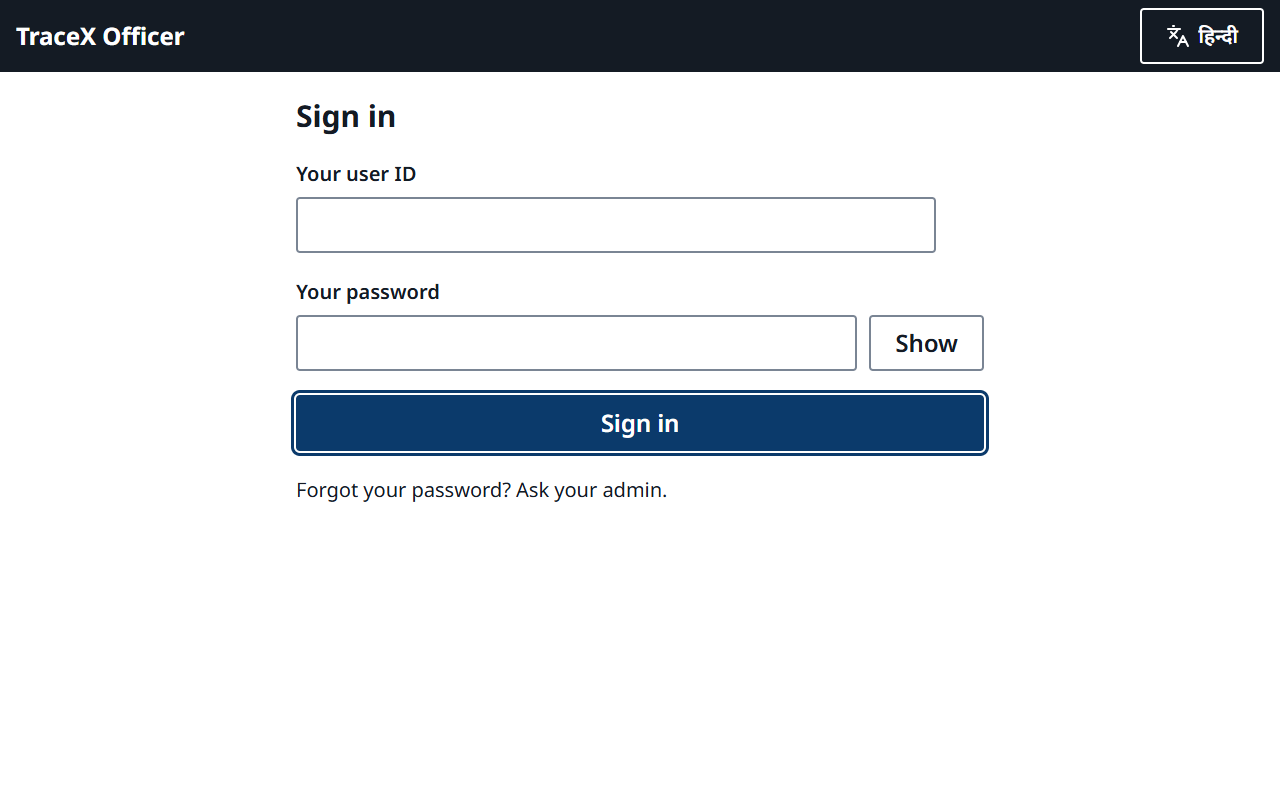 TraceX Officer
हिन्दी
Sign in
Your user ID
Your password
Show
Sign in
Forgot your password? Ask your admin.